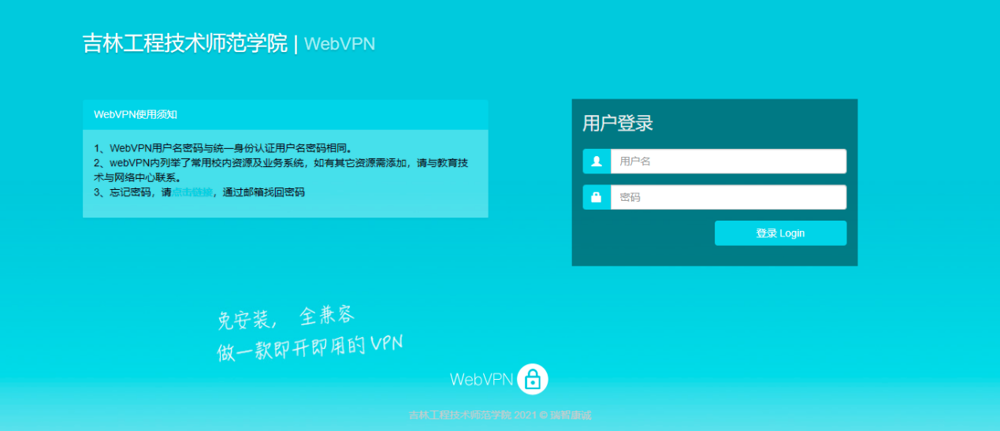 吉林工程技术师范学院 | WebVPN
WebVPN使用须知
1、WebVPN用户名密码与统一身份认证用户名密码相同。
2、webVPN内列举了常用校内资源及业务系统，如有其它资源需添加，请与教育技
术与网络中心联系。
3、忘记密码，请点击链接，通过邮箱找回密码
用户登录
用户名
密码
登录 Login
免安装， 全兼容
做一款即开即用的 VPN
WebVPN
吉林工程技术师范学院 2021 © 瑞智康诚